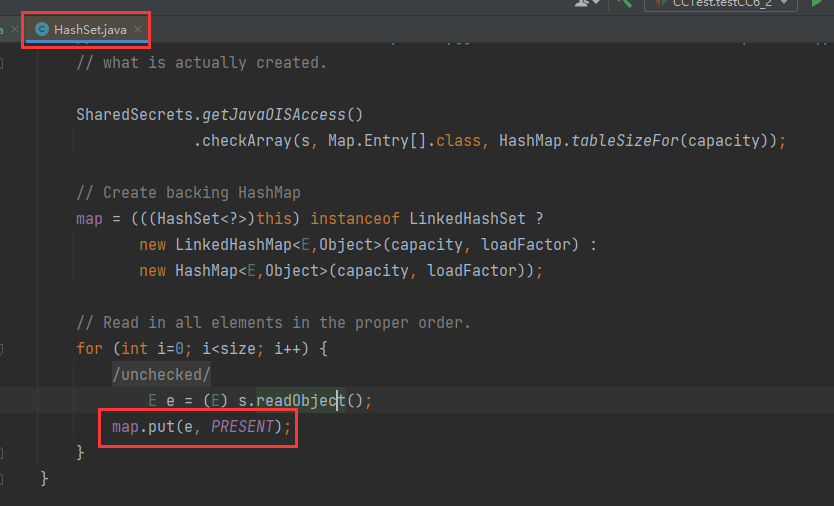 CCTest.testCC6_2
HashSet.java
// what is actually created.
SharedSecrets.getJavaOISAccess()
.checkArray(s, Map.Entry[].class, HashMap.tableSizeFor(capacity));
// Create backing HashMap
map = (((HashSet<?>)this) instanceof LinkedHashSet ?
new LinkedHashMap<E,Object>(capacity, loadFactor) :
new HashMap<E,Object>(capacity, loadFactor));
// Read in all elements in the proper order.
for (int i=0; i<size; i++) {
/unchecked/
E e = (E) s.readObject();
map.put(e, PRESENT);
}
}